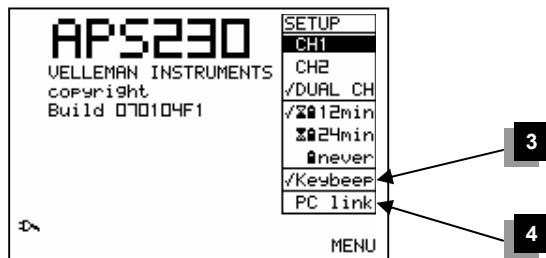 APS230
VELLEMAN INSTRUMENTS
copyright
Build 070104F1
SETUP
CH1
CH2
√DUAL CH
√12min
24min
never
√Keybeep
PC link
MENU
3
4